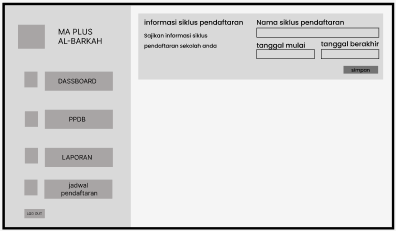 MA PLUS
AL-BARKAH
DASSBOARD
PPDB
LAPORAN
jadwal
pendaftaran
LOG OUT
informasi siklus pendaftaran
Sajikan informasi siklus
pendaftaran sekolah anda
Nama siklus pendaftaran
tanggal mulai
tanggal berakhir
simpan